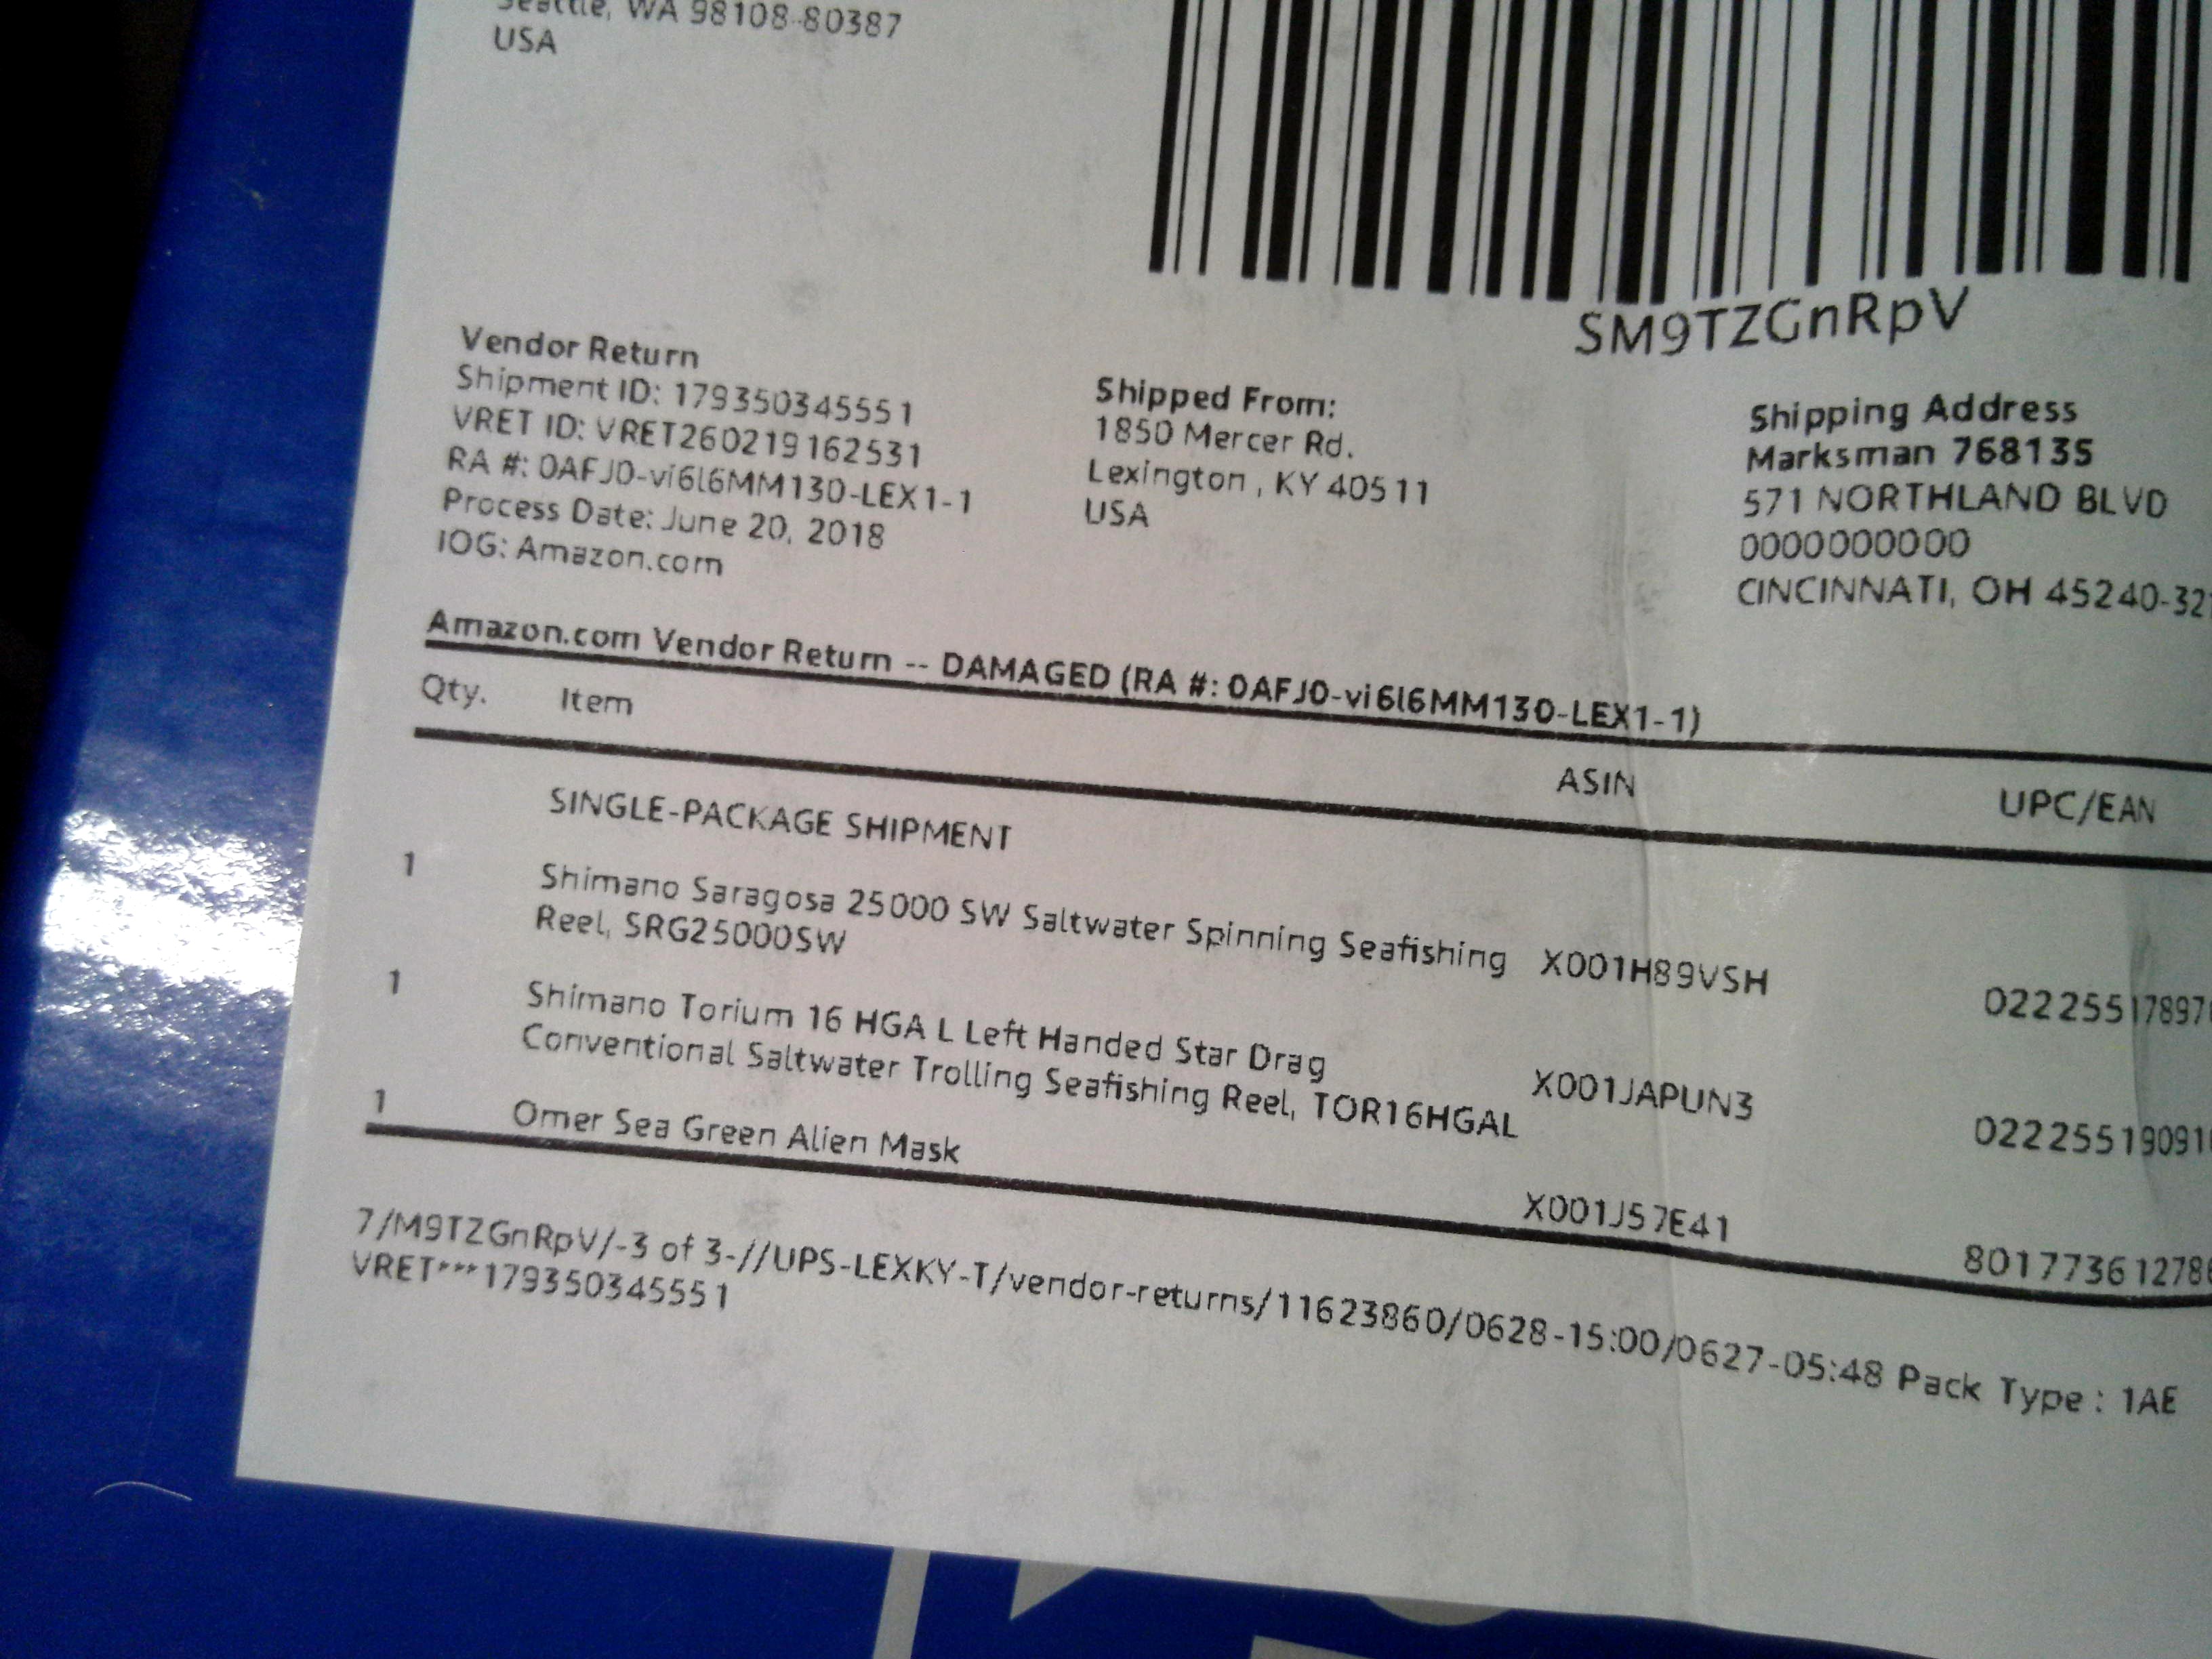 Seattle, WA 98108-80387
USA
SM9TZGnRpV
Vendor Return
Shipment ID: 179350345551
VRET ID: VRET260219162531
RA #: 0AFJ0-vi6l6MM130-LEX1-1
Process Date: June 20, 2018
IOG: Amazon.com
Shipped From:
1850 Mercer Rd.
Lexington , KY 40511
USA
Shipping Address
Marksman 768135
571 NORTHLAND BLVD
0000000000
CINCINNATI, OH 45240-32
Amazon.com Vendor Return -- DAMAGED (RA #: 0AFJ0-vi6l6MM130-LEX1-1)
Qty. Item ASIN UPC/EAN
SINGLE-PACKAGE SHIPMENT
1 Shimano Saragosa 25000 SW Saltwater Spinning Seafishing X001H89VSH 02225517897
Reel, SRG25000SW
1 Shimano Torium 16 HGA L Left Handed Star Drag X001JAPUN3 02225519091
Conventional Saltwater Trolling Seafishing Reel, TOR16HGAL
1 Omer Sea Green Alien Mask X001J57E41 801773612786
7/M9TZGnRpV/-3 of 3-//UPS-LEXKY-T/vendor-returns/11623860/0628-15:00/0627-05:48 Pack Type : 1AE
VRET***179350345551